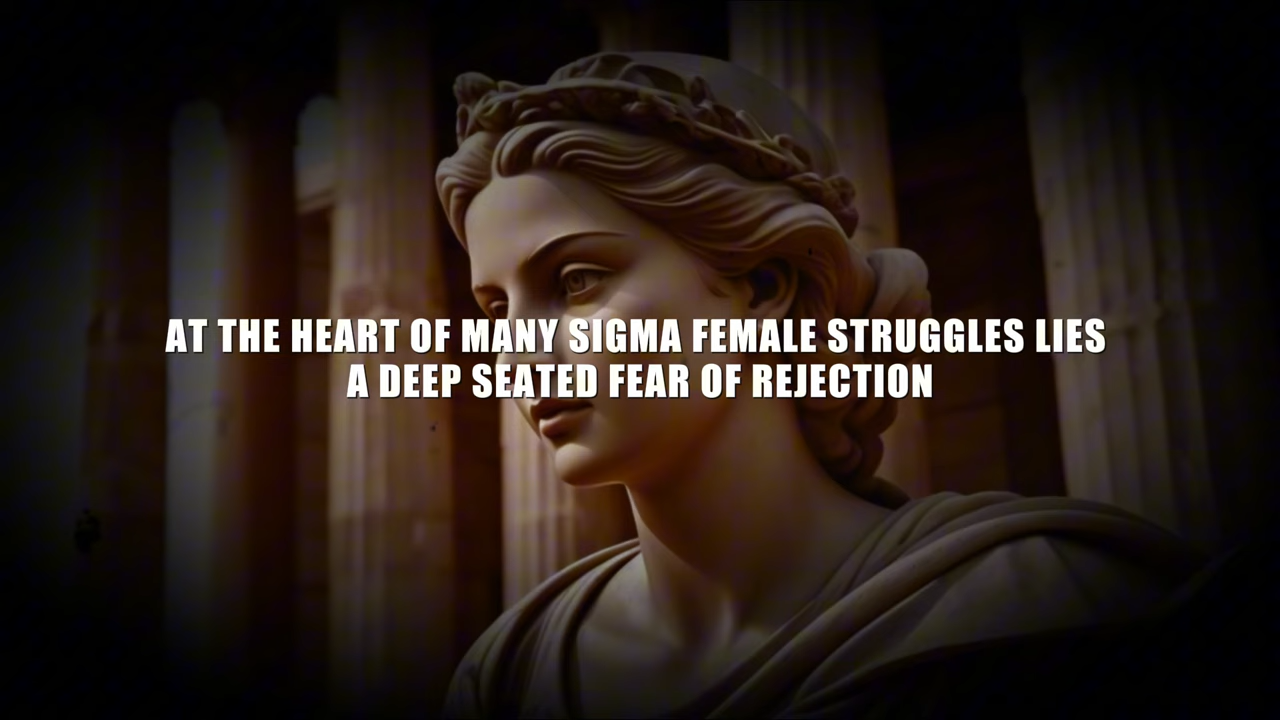 AT THE HEART OF MANY SIGMA FEMALE STRUGGLES LIES
A DEEP SEATED FEAR OF REJECTION